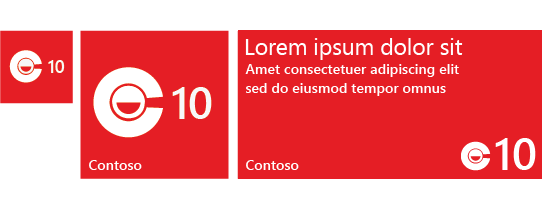 10
10
Contoso
Lorem ipsum dolor sit
Amet consectetuer adipiscing elit
sed do eiusmod tempor omnus
Contoso
10